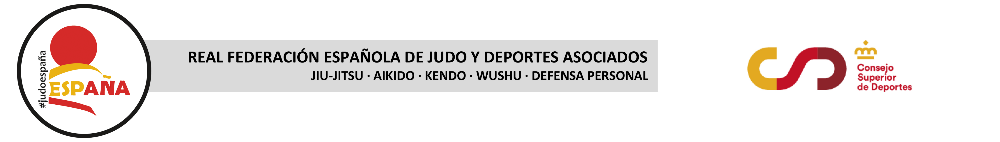 #judoespaña
ESPAÑA
REAL FEDERACIÓN ESPAÑOLA DE JUDO Y DEPORTES ASOCIADOS
JIU-JITSU · AIKIDO · KENDO · WUSHU · DEFENSA PERSONAL
Consejo
Superior
de Deportes